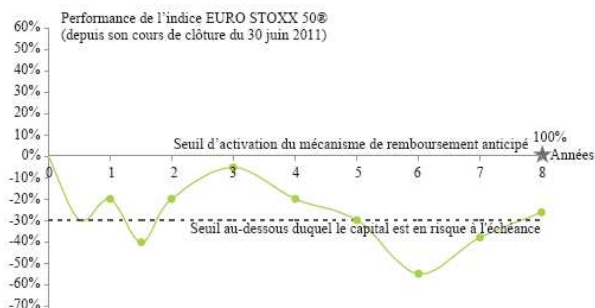 Performance de l'indice EURO STOXX 50®
(depuis son cours de clôture du 30 juin 2011)
60%
50%
40%
30%
20%
10%
Seuil d'activation du mécanisme de remboursement anticipé
100%
0%
Années
0 1 2 3 4 5 6 7 8
-10%
-20%
-30%
Seuil au-dessous duquel le capital est en risque à l'échéance
-40%
-50%
-60%
-70%